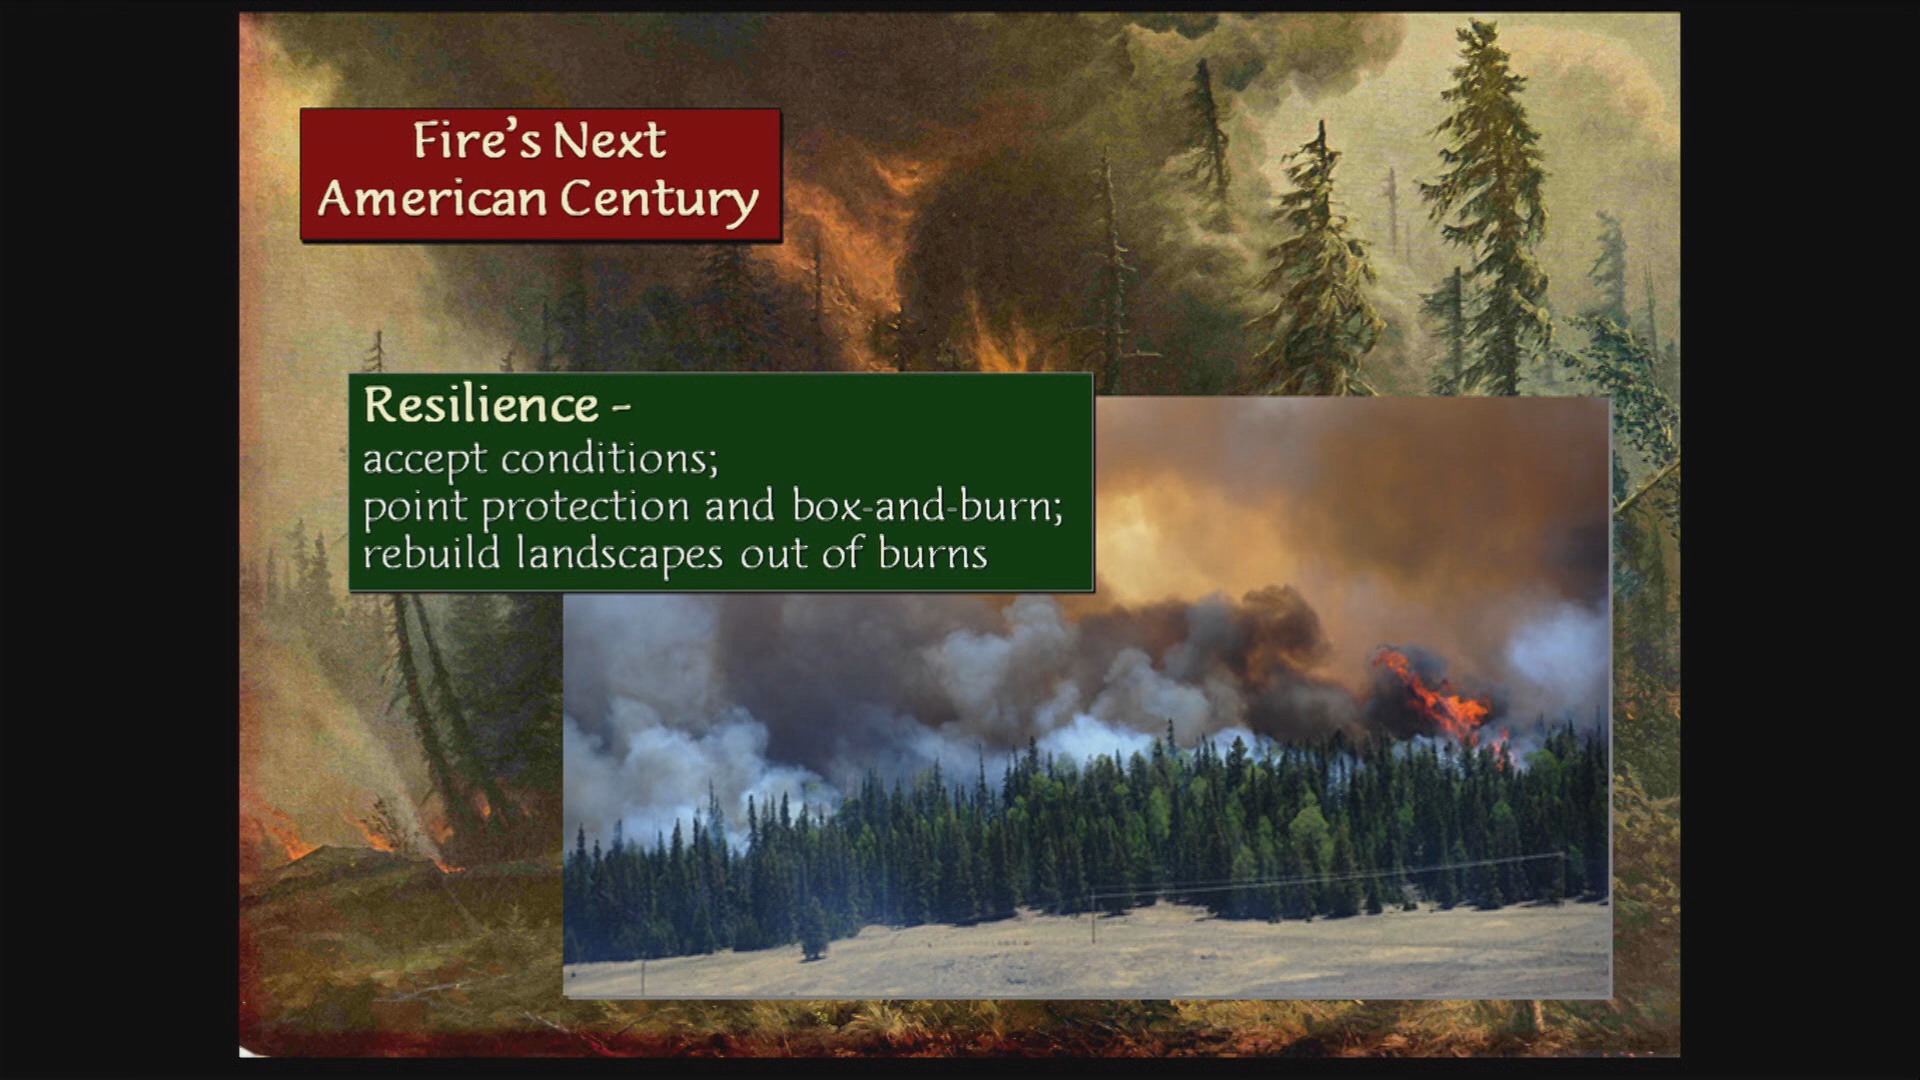 Fire's Next
American Century
Resilience -
accept conditions;
point protection and box-and-burn;
rebuild landscapes out of burns